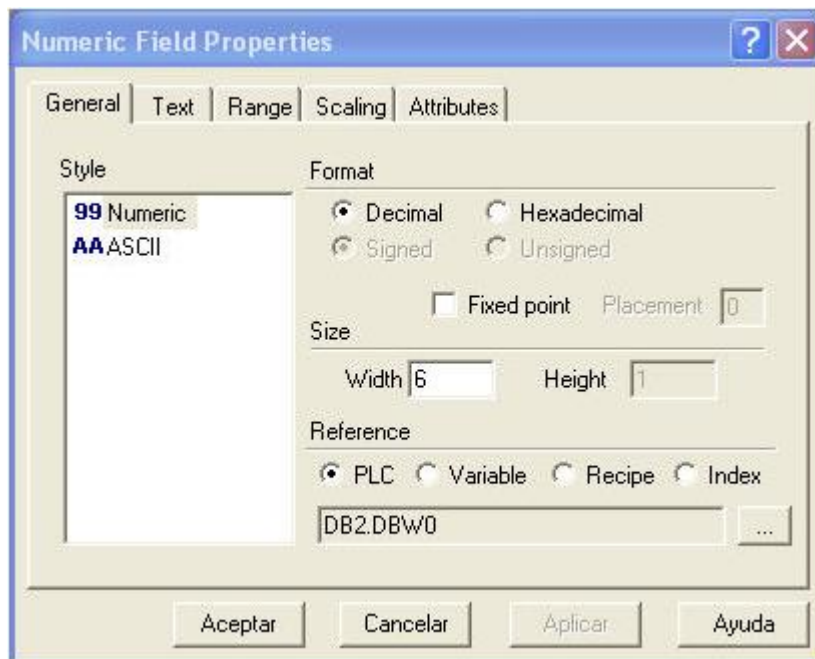 Numeric Field Properties
General Text Range Scaling Attributes
Style
99 Numeric
AA ASCII
Format
Decimal Hexadecimal
Signed Unsigned
Fixed point Placement 0
Size
Width 6 Height 1
Reference
PLC Variable Recipe Index
DB2.DBW0 ...
Aceptar Cancelar Aplicar Ayuda